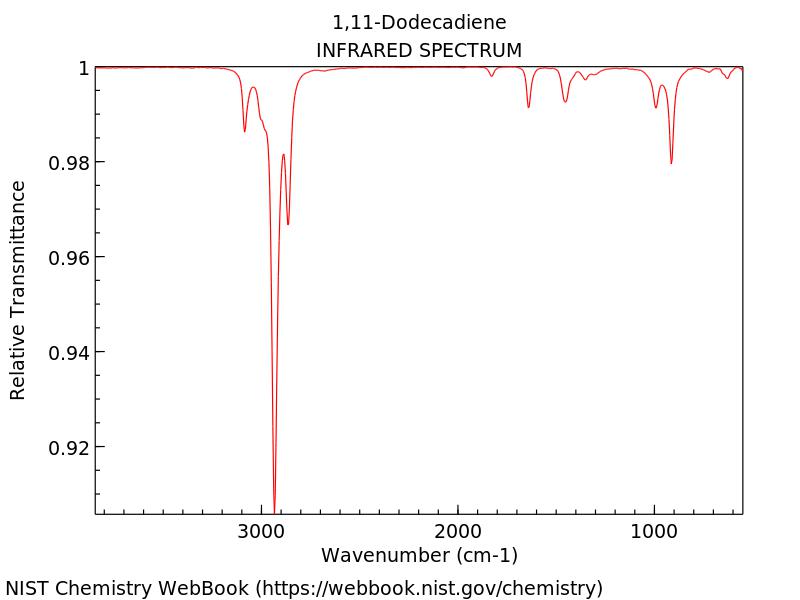 1,11-Dodecadiene
INFRARED SPECTRUM
1
0.98
0.96
0.94
0.92
Relative Transmittance
3000 2000 1000
Wavenumber (cm-1)
NIST Chemistry WebBook (https://webbook.nist.gov/chemistry)